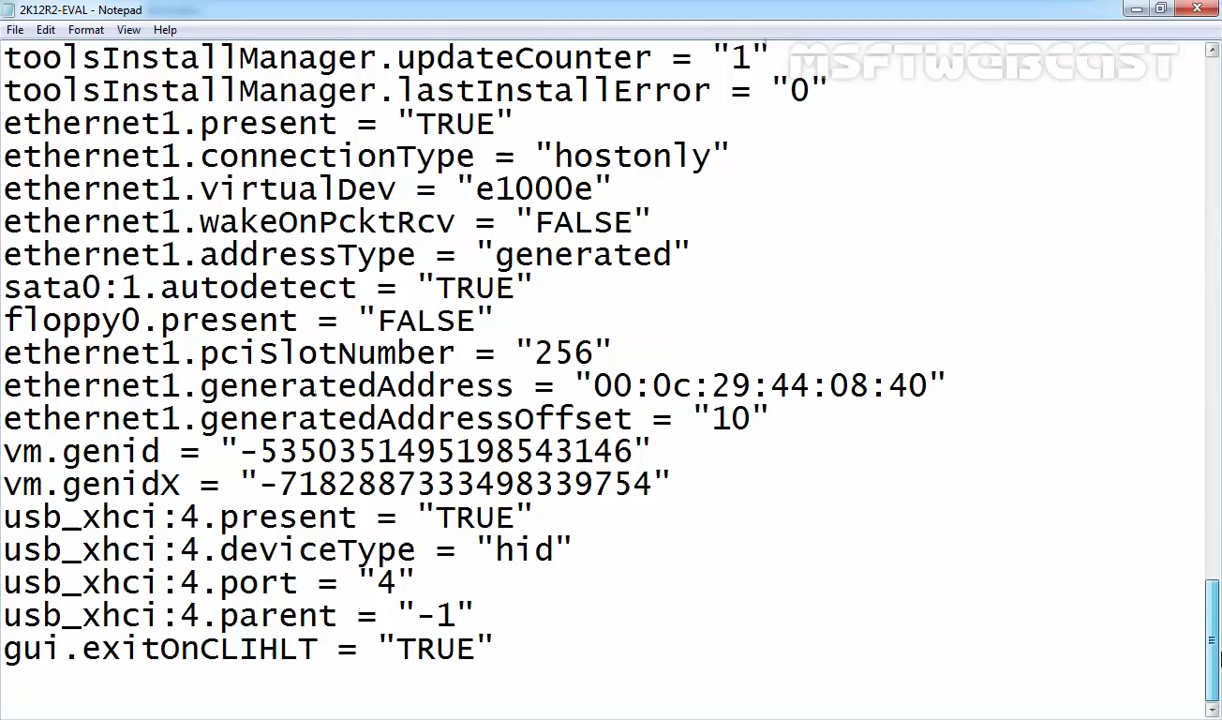 2K12R2-EVAL - Notepad
File Edit Format View Help
MSFTWEBCAST
toolsInstallManager.updateCounter = "1"
toolsInstallManager.lastInstallError = "0"
ethernet1.present = "TRUE"
ethernet1.connectionType = "hostonly"
ethernet1.virtualDev = "e1000e"
ethernet1.wakeOnPcktRcv = "FALSE"
ethernet1.addressType = "generated"
sata0:1.autodetect = "TRUE"
floppy0.present = "FALSE"
ethernet1.pciSlotNumber = "256"
ethernet1.generatedAddress = "00:0c:29:44:08:40"
ethernet1.generatedAddressOffset = "10"
vm.genid = "-5350351495198543146"
vm.genidX = "-7182887333498339754"
usb_xhci:4.present = "TRUE"
usb_xhci:4.deviceType = "hid"
usb_xhci:4.port = "4"
usb_xhci:4.parent = "-1"
gui.exitOnCLIHLT = "TRUE"